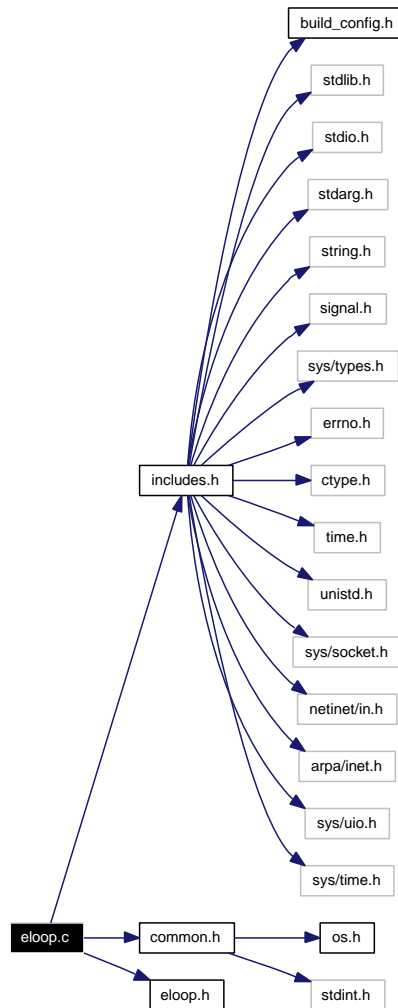 build_config.h
stdlib.h
stdio.h
stdarg.h
string.h
signal.h
sys/types.h
errno.h
includes.h
ctype.h
time.h
unistd.h
sys/socket.h
netinet/in.h
arpa/inet.h
sys/uio.h
sys/time.h
eloop.c
common.h
os.h
eloop.h
stdint.h